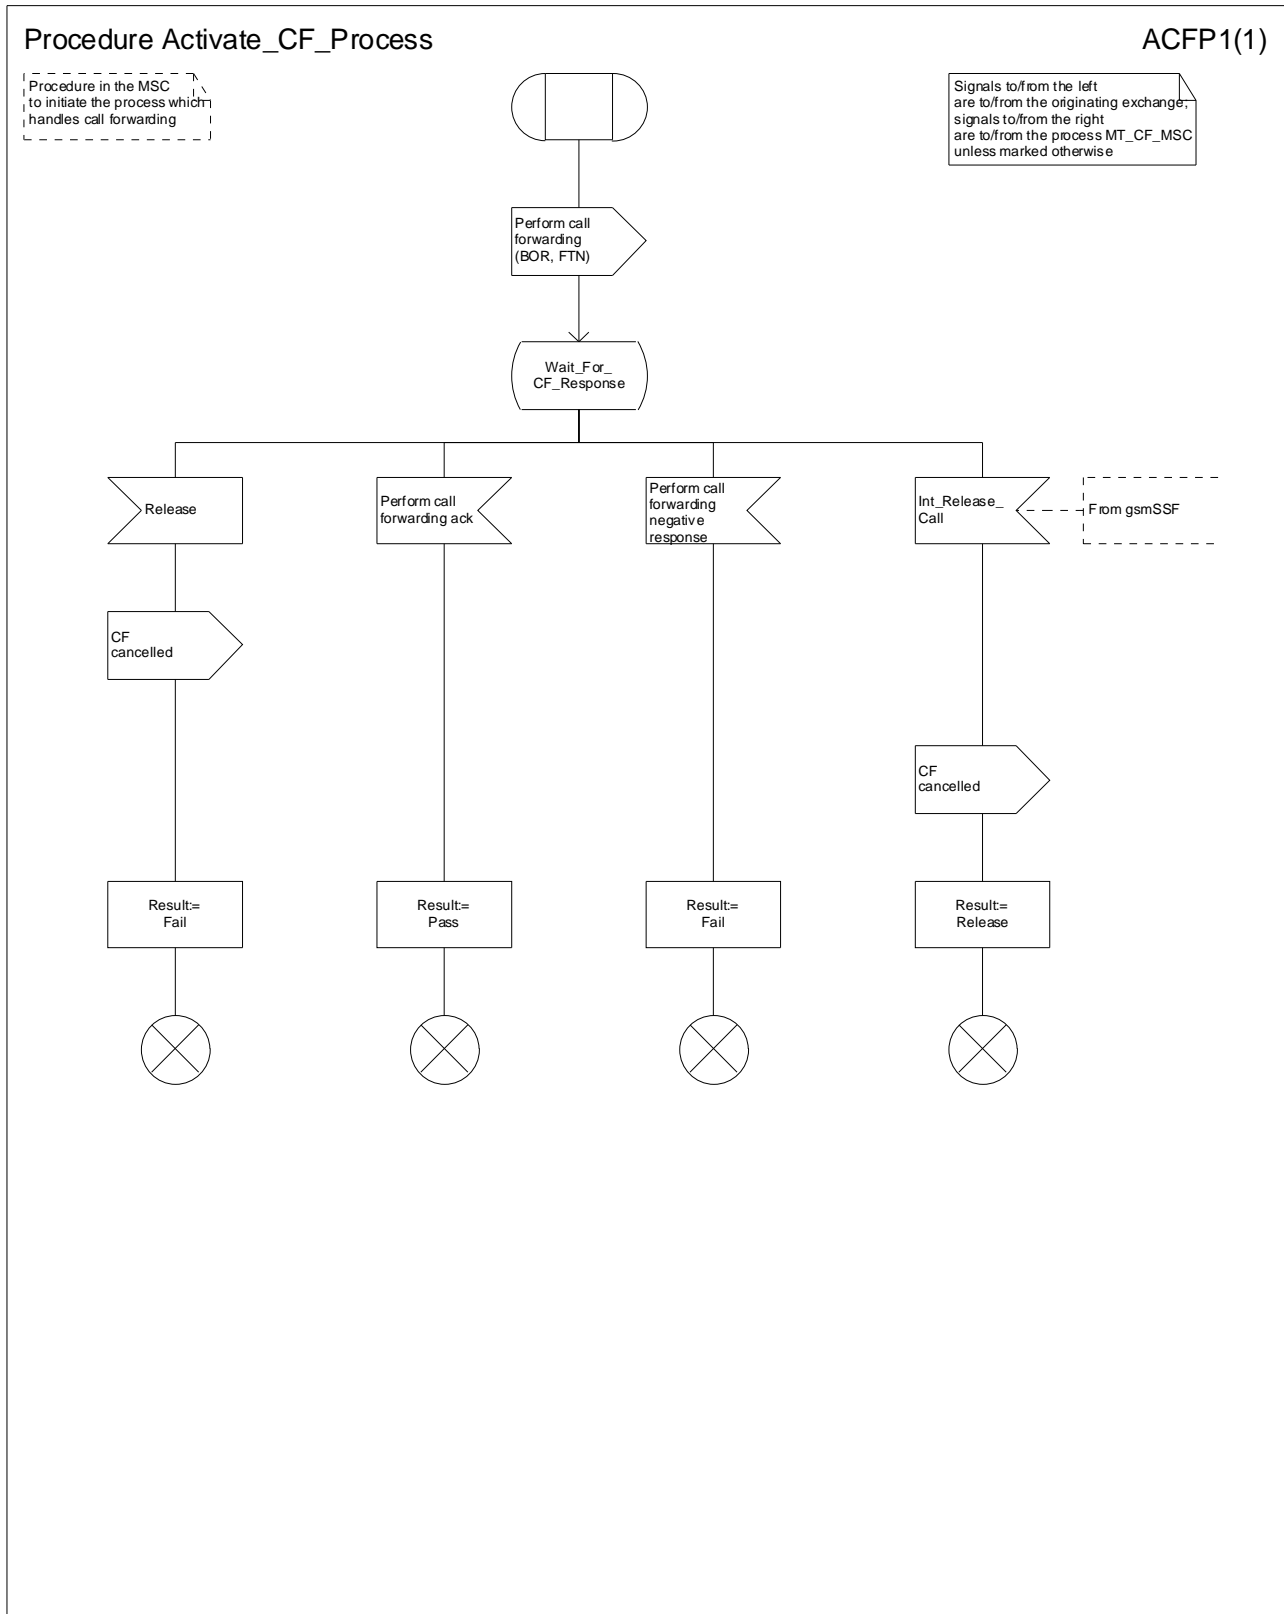 Procedure Activate_CF_Process
ACFP1(1)
Procedure in the MSC
to initiate the process which
handles call forwarding
Signals to/from the left
are to/from the originating exchange;
signals to/from the right
are to/from the process MT_CF_MSC
unless marked otherwise
Perform call
forwarding
(BOR, FTN)
Wait_For_
CF_Response
Release
Perform call
forwarding ack
Perform call
forwarding
negative
response
Int_Release_
Call
From gsmSSF
CF
cancelled
CF
cancelled
Result:=
Fail
Result:=
Pass
Result:=
Fail
Result:=
Release